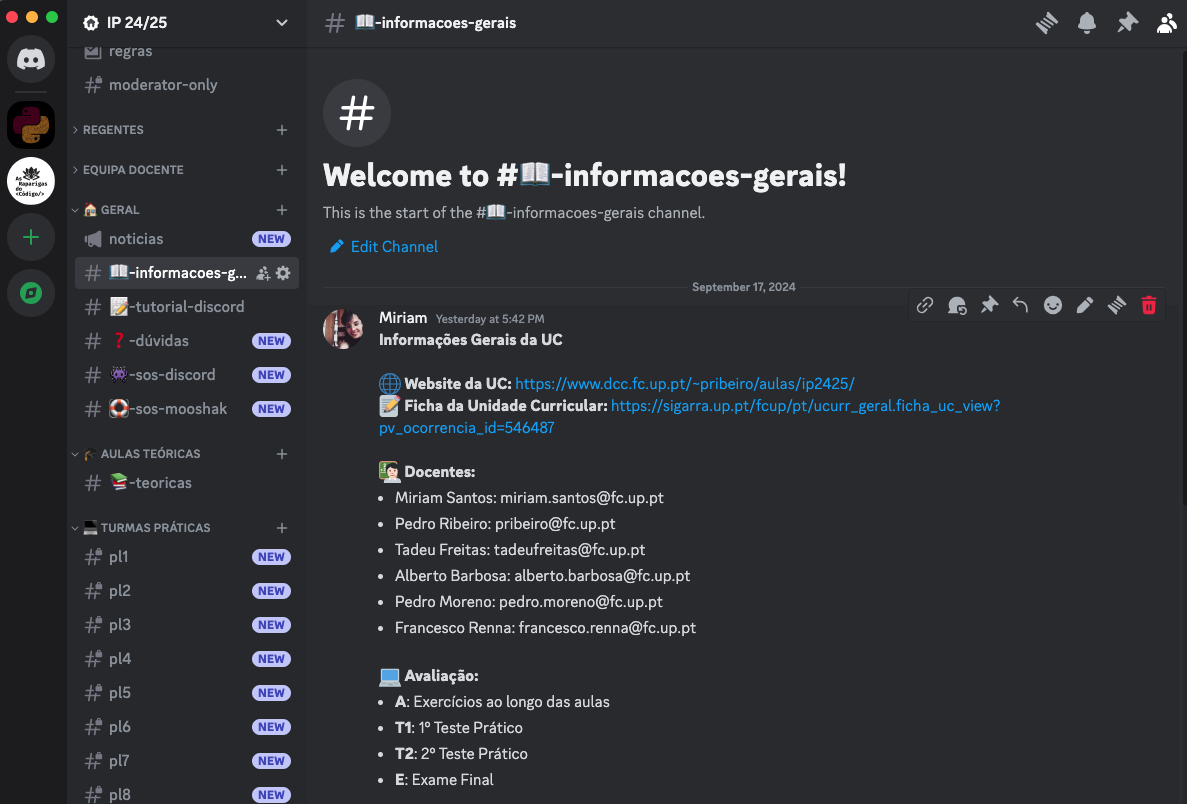 IP 24/25
regras
moderator-only
REGENTES
EQUIPA DOCENTE
GERAL
noticias NEW
-informacoes-g...
-tutorial-discord
-dúvidas NEW
-sos-discord NEW
-sos-mooshak NEW
AULAS TEÓRICAS
-teoricas
TURMAS PRÁTICAS
pl1 NEW
pl2 NEW
pl3 NEW
pl4 NEW
pl5 NEW
pl6 NEW
pl7 NEW
pl8 NEW
As
Raparigas
do
<Código/>
# 📖-informacoes-gerais
#
Welcome to #📖-informacoes-gerais!
This is the start of the #📖-informacoes-gerais channel.
Edit Channel
September 17, 2024
Miriam Yesterday at 5:42 PM
Informações Gerais da UC
🌐 Website da UC: https://www.dcc.fc.up.pt/~pribeiro/aulas/ip2425/
📝 Ficha da Unidade Curricular: https://sigarra.up.pt/fcup/pt/ucurr_geral.ficha_uc_view?
pv_ocorrencia_id=546487
Docentes:
• Miriam Santos: miriam.santos@fc.up.pt
• Pedro Ribeiro: pribeiro@fc.up.pt
• Tadeu Freitas: tadeufreitas@fc.up.pt
• Alberto Barbosa: alberto.barbosa@fc.up.pt
• Pedro Moreno: pedro.moreno@fc.up.pt
• Francesco Renna: francesco.renna@fc.up.pt
💻 Avaliação:
• A: Exercícios ao longo das aulas
• T1: 1º Teste Prático
• T2: 2º Teste Prático
• E: Exame Final